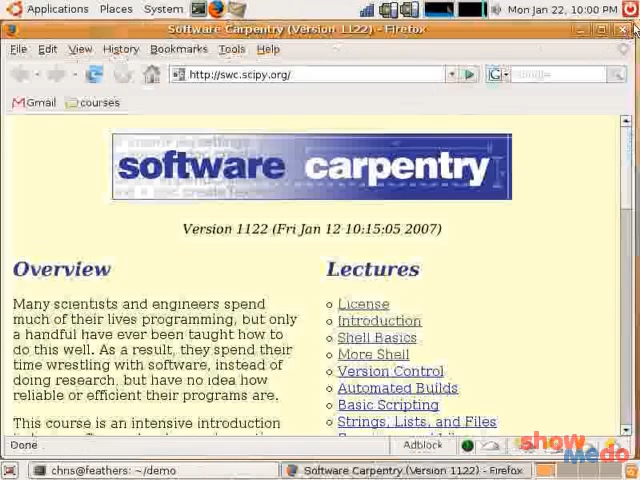 Applications Places System Mon Jan 22, 10:00 PM
Software Carpentry (Version 1122) - Firefox
File Edit View History Bookmarks Tools Help
http://swc.scipy.org/ G
Gmail courses
software carpentry
Version 1122 (Fri Jan 12 10:15:05 2007)
Overview
Many scientists and engineers spend
much of their lives programming, but only
a handful have ever been taught how to
do this well. As a result, they spend their
time wrestling with software, instead of
doing research, but have no idea how
reliable or efficient their programs are.
This course is an intensive introduction
Lectures
License
Introduction
Shell Basics
More Shell
Version Control
Automated Builds
Basic Scripting
Strings, Lists, and Files
Done Adblock
showmedo
chris@feathers: ~/demo Software Carpentry (Version 1122) - Firefox